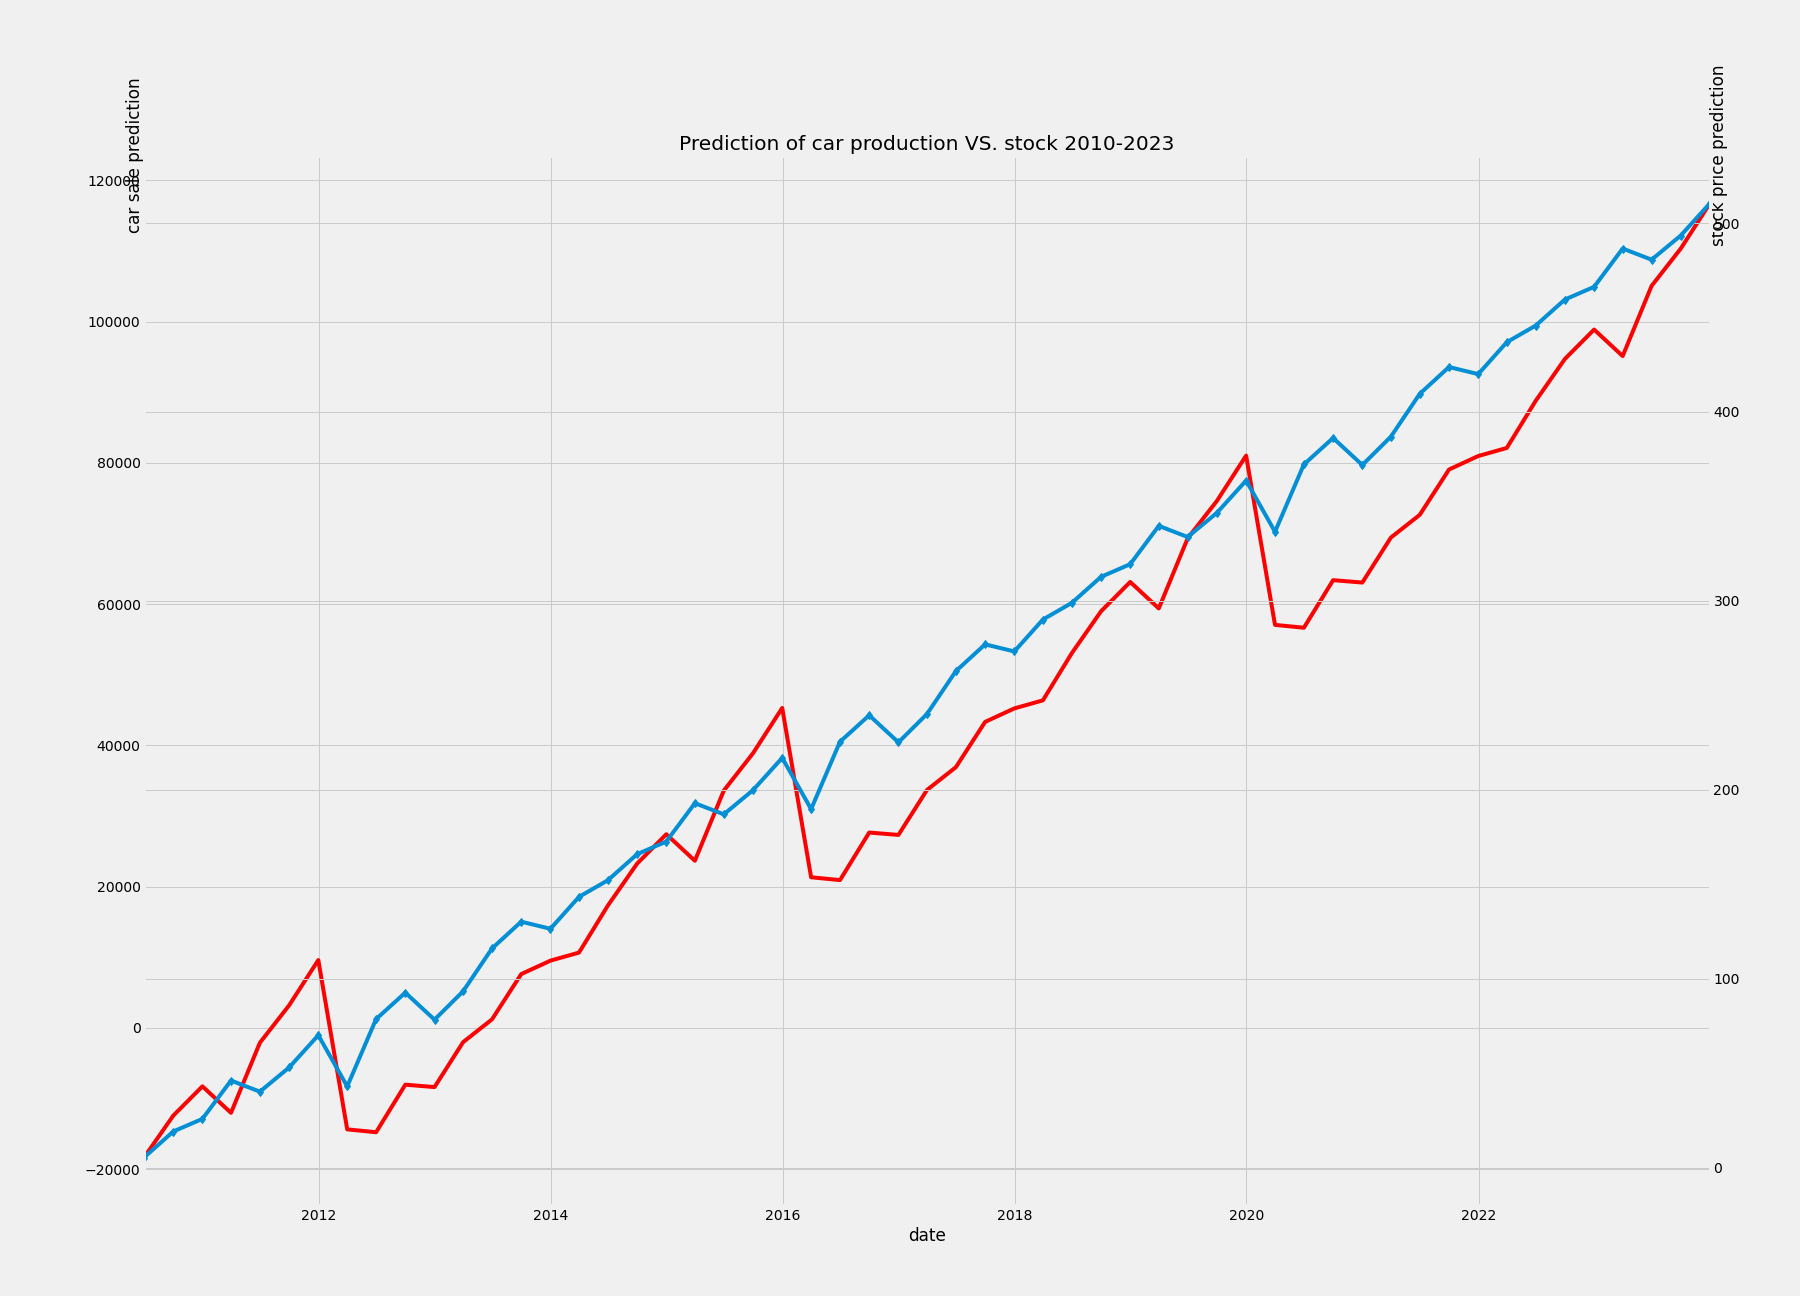 Prediction of car production VS. stock 2010-2023
car sale prediction
stock price prediction
120000
100000
80000
60000
40000
20000
0
−20000
500
400
300
200
100
0
2012 2014 2016 2018 2020 2022
date